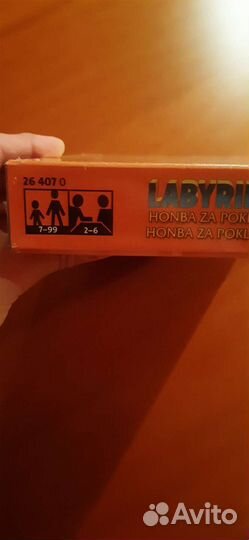 26 407 0
LABYRI
HONBA ZA POKL
HONBA ZA POKL
7-99 2-6
Avito